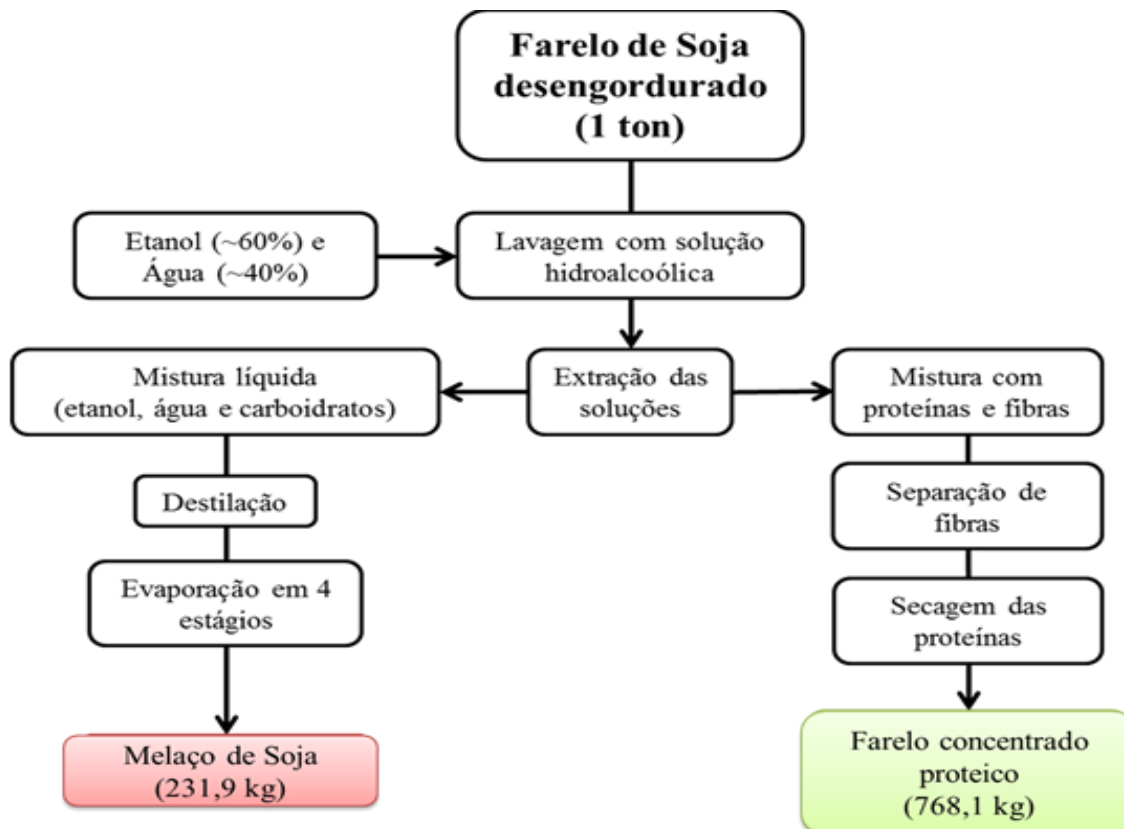 Farelo de Soja
desengordurado
(1 ton)
Etanol (~60%) e
Água (~40%)
Lavagem com solução
hidroalcoólica
Mistura líquida
(etanol, água e carboidratos)
Extração das
soluções
Mistura com
proteínas e fibras
Destilação
Separação de
fibras
Evaporação em 4
estágios
Secagem das
proteínas
Melaço de Soja
(231,9 kg)
Farelo concentrado
proteico
(768,1 kg)